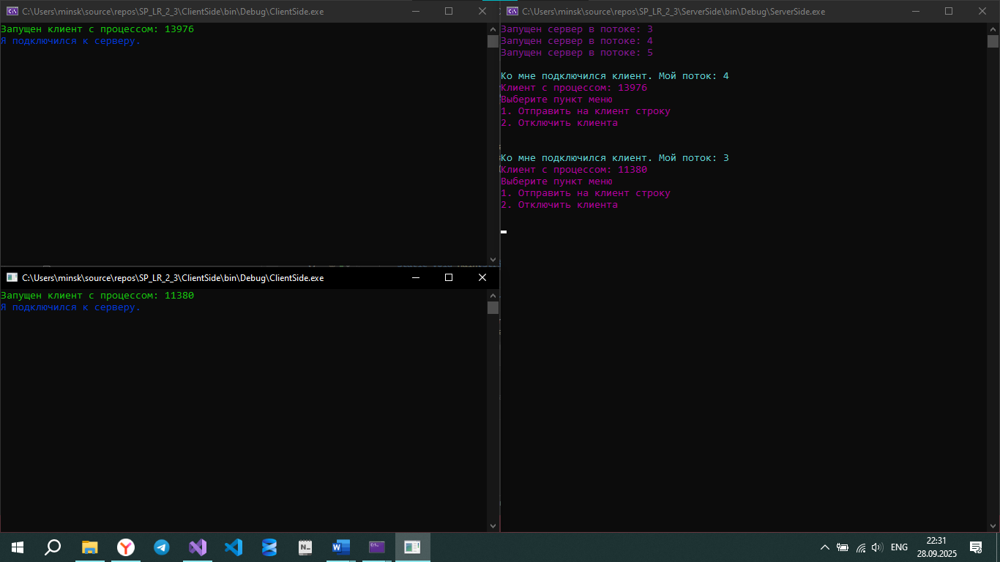 C:\Users\minsk\source\repos\SP_LR_2_3\ClientSide\bin\Debug\ClientSide.exe
Запущен клиент с процессом: 13976
Я подключился к серверу.
C:\Users\minsk\source\repos\SP_LR_2_3\ServerSide\bin\Debug\ServerSide.exe
Запущен сервер в потоке: 3
Запущен сервер в потоке: 4
Запущен сервер в потоке: 5
Ко мне подключился клиент. Мой поток: 4
Клиент с процессом: 13976
Выберите пункт меню
1. Отправить на клиент строку
2. Отключить клиента
Ко мне подключился клиент. Мой поток: 3
Клиент с процессом: 11380
Выберите пункт меню
1. Отправить на клиент строку
2. Отключить клиента
C:\Users\minsk\source\repos\SP_LR_2_3\ClientSide\bin\Debug\ClientSide.exe
Запущен клиент с процессом: 11380
Я подключился к серверу.
ENG
22:31
28.09.2025